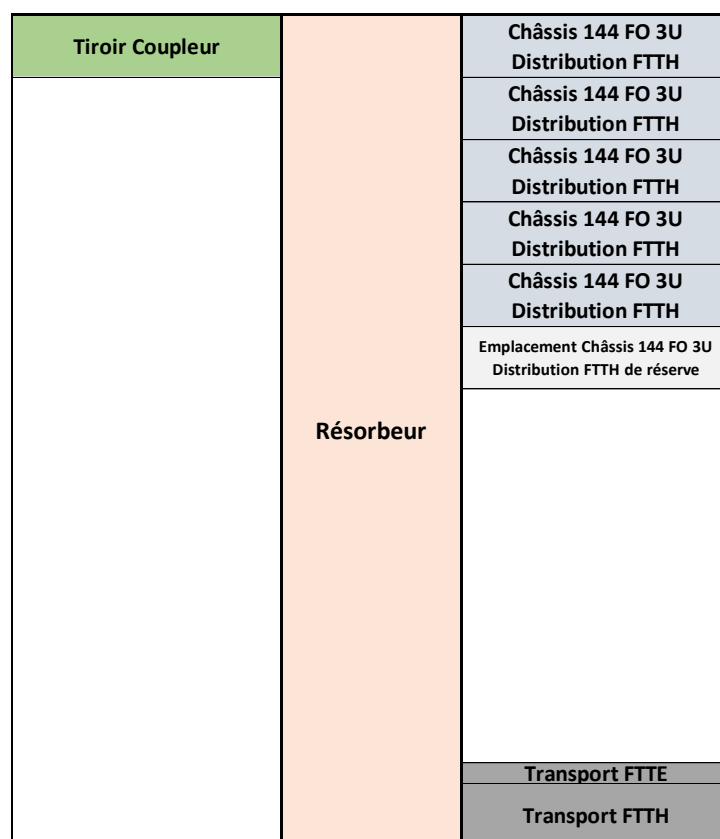 Tiroir Coupleur
Résorbeur
Châssis 144 FO 3U
Distribution FTTH
Châssis 144 FO 3U
Distribution FTTH
Châssis 144 FO 3U
Distribution FTTH
Châssis 144 FO 3U
Distribution FTTH
Châssis 144 FO 3U
Distribution FTTH
Emplacement Châssis 144 FO 3U
Distribution FTTH de réserve
Transport FTTE
Transport FTTH